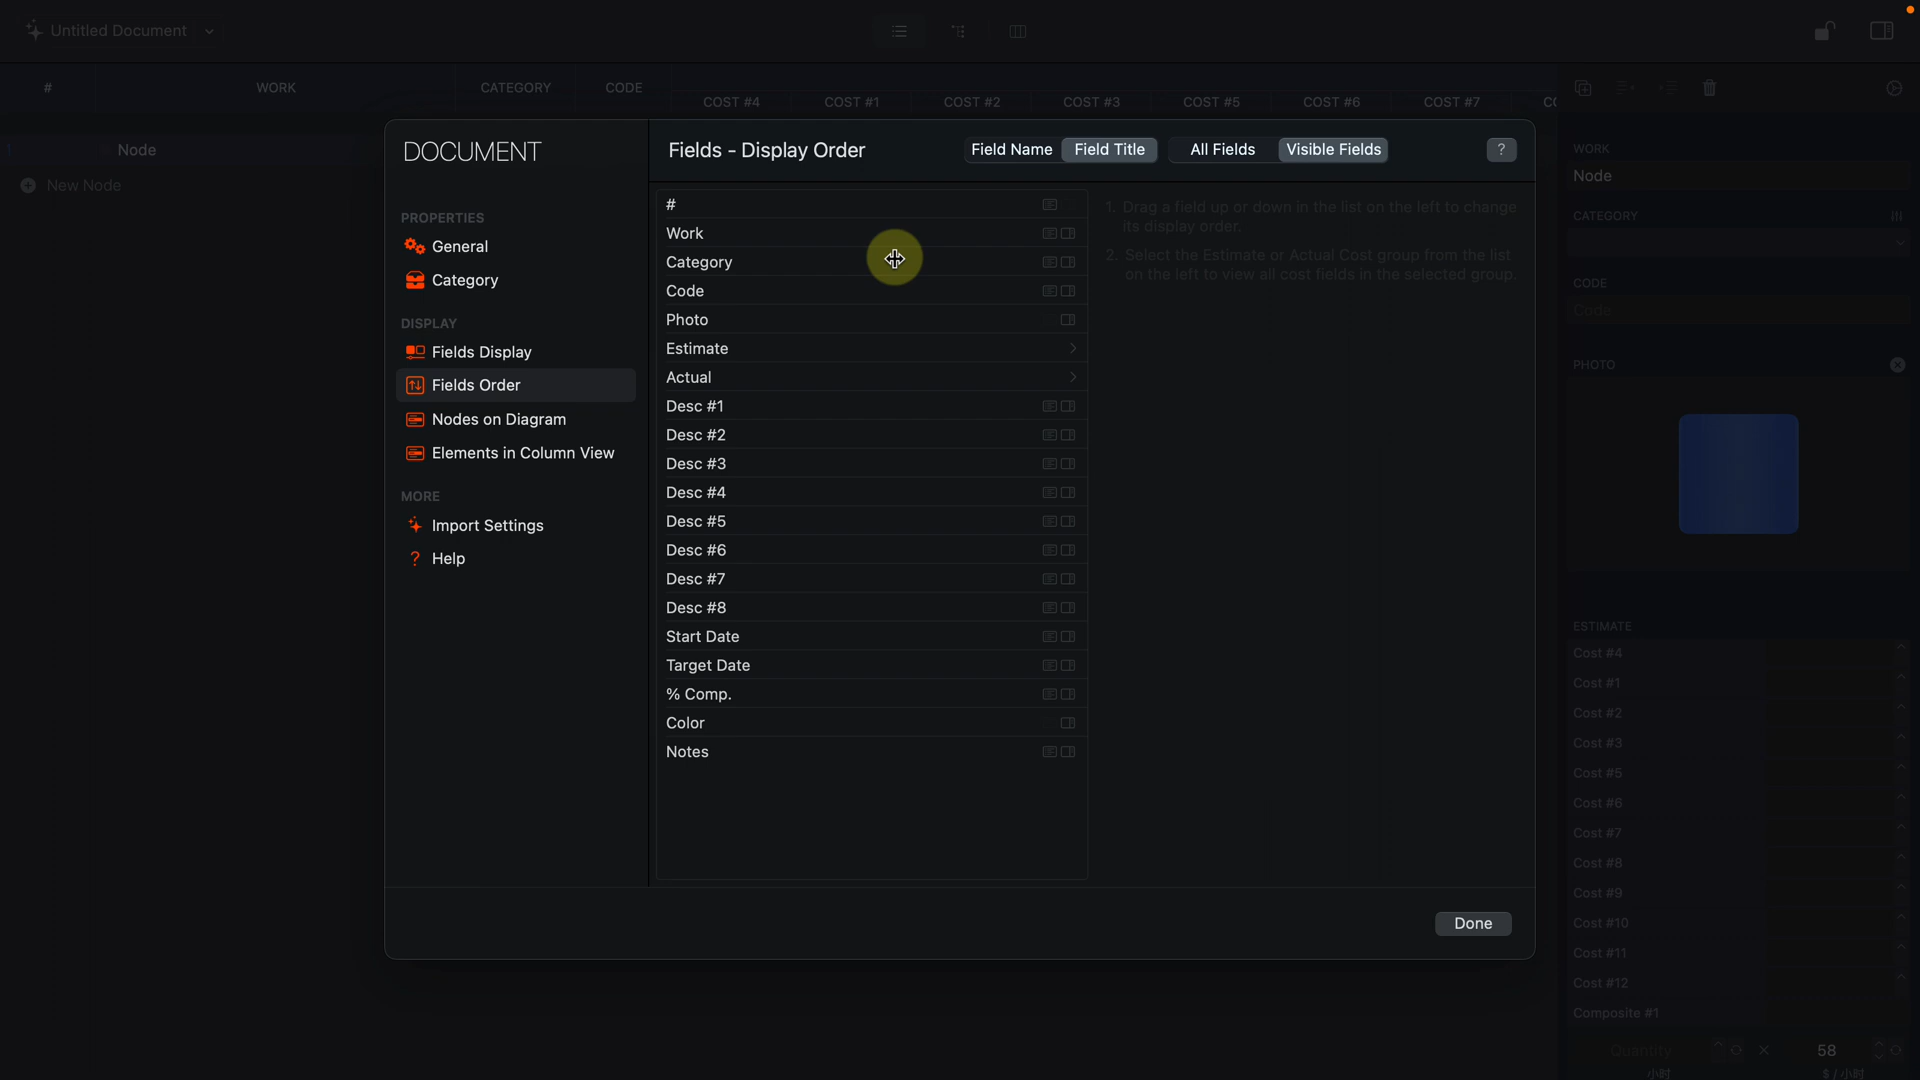 Untitled Document
# WORK CATEGORY CODE COST #4 COST #1 COST #2 COST #3 COST #5 COST #6 COST #7
Node
New Node
DOCUMENT
PROPERTIES
General
Category
DISPLAY
Fields Display
Fields Order
Nodes on Diagram
Elements in Column View
MORE
Import Settings
? Help
Fields - Display Order
Field Name Field Title All Fields Visible Fields ?
#
Work
Category
Code
Photo
Estimate
Actual
Desc #1
Desc #2
Desc #3
Desc #4
Desc #5
Desc #6
Desc #7
Desc #8
Start Date
Target Date
% Comp.
Color
Notes
1. Drag a field up or down in the list on the left to change
its display order.
2. Select the Estimate or Actual Cost group from the list
on the left to view all cost fields in the selected group.
Done
WORK
Node
CATEGORY
CODE
Code
PHOTO
ESTIMATE
Cost #4
Cost #1
Cost #2
Cost #3
Cost #5
Cost #6
Cost #7
Cost #8
Cost #9
Cost #10
Cost #11
Cost #12
Composite #1
Quantity 58
小时 $ / 小时